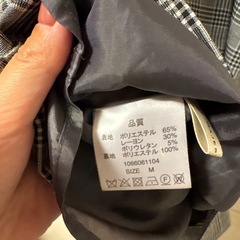 品質
表地 ポリエステル 65%
レーヨン 30%
ポリウレタン 5%
裏地 ポリエステル 100%
1066061104
SIZE M